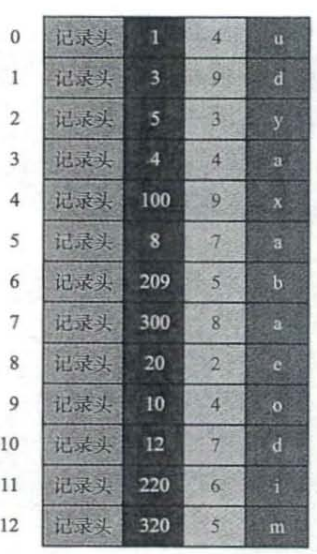 0 记录头 1 4 u
1 记录头 3 9 d
2 记录头 5 3 y
3 记录头 4 4 a
4 记录头 100 9 x
5 记录头 8 7 a
6 记录头 209 5 b
7 记录头 300 8 a
8 记录头 20 2 e
9 记录头 10 4 o
10 记录头 12 7 d
11 记录头 220 6 i
12 记录头 320 5 m